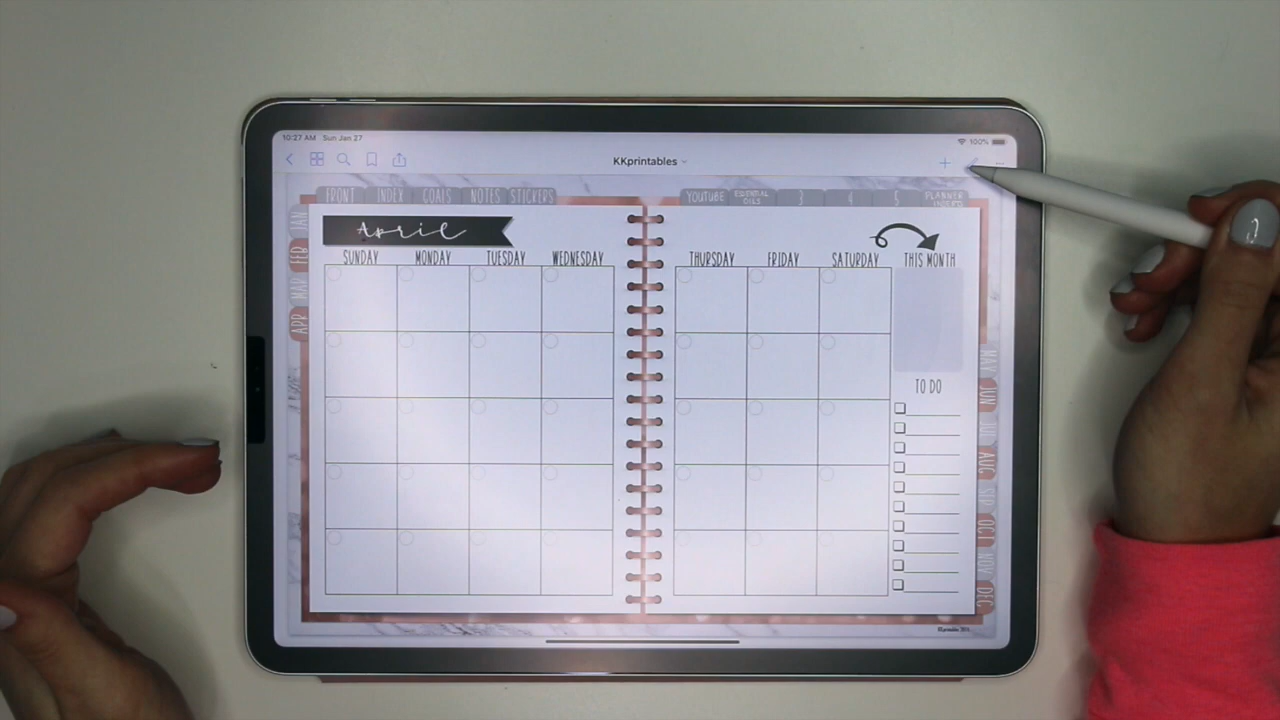 10:27 AM Sun Jan 27
100%
KKprintables
FRONT INDEX GOALS NOTES STICKERS
YOUTUBE ESSENTIAL OILS 3 4 5 PLANNER INDEX
April
SUNDAY MONDAY TUESDAY WEDNESDAY
THURSDAY FRIDAY SATURDAY THIS MONTH
TO DO
JAN
FEB
MAR
APR
MAY
JUN
JUL
AUG
SEP
OCT
NOV
DEC